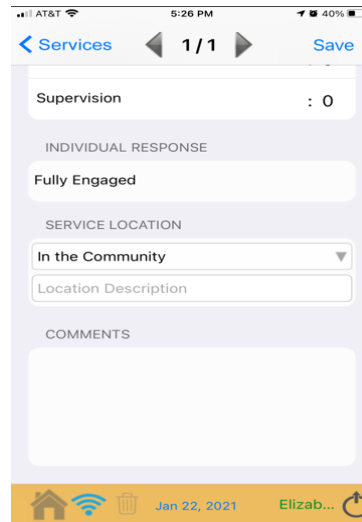 AT&T 5:26 PM 40%
Services 1/1 Save
Supervision : 0
INDIVIDUAL RESPONSE
Fully Engaged
SERVICE LOCATION
In the Community
Location Description
COMMENTS
Jan 22, 2021 Elizab...